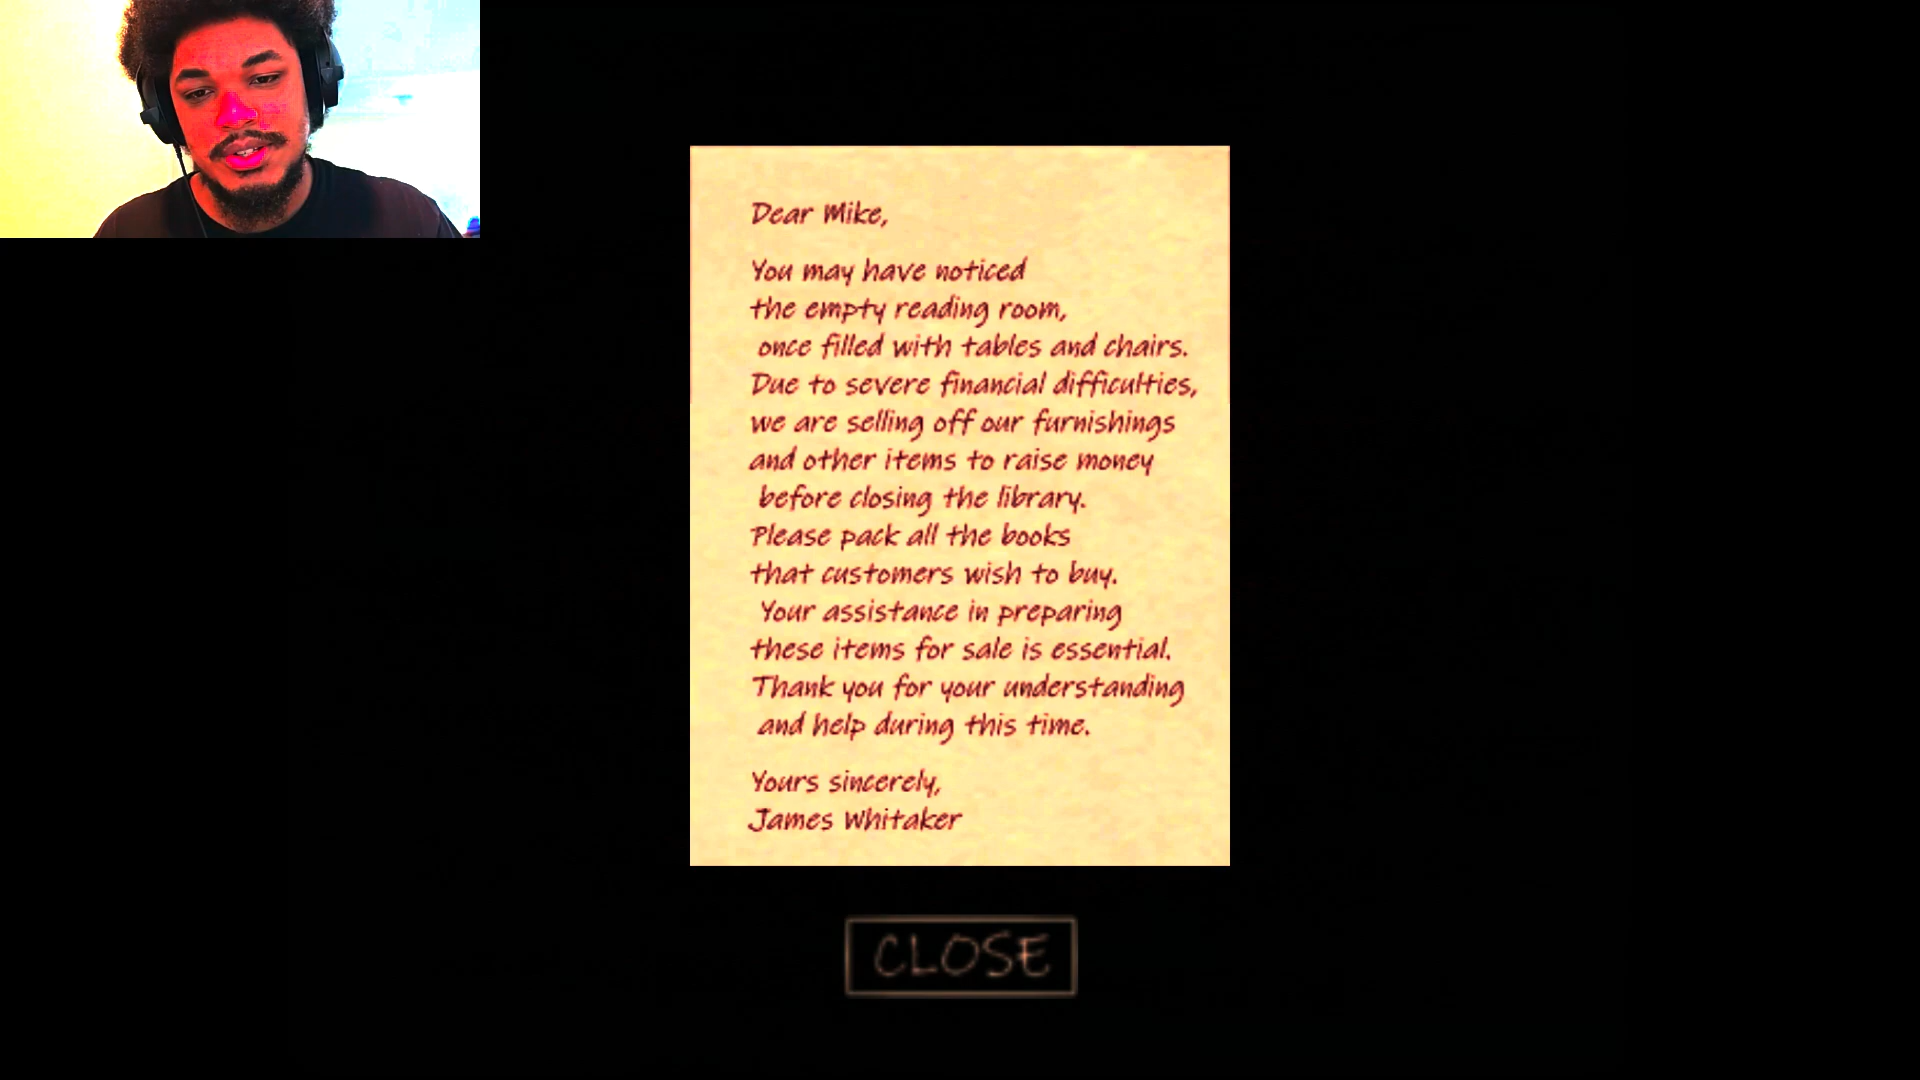 Dear Mike,
You may have noticed
the empty reading room,
once filled with tables and chairs.
Due to severe financial difficulties,
we are selling off our furnishings
and other items to raise money
before closing the library.
Please pack all the books
that customers wish to buy.
Your assistance in preparing
these items for sale is essential.
Thank you for your understanding
and help during this time.
Yours sincerely,
James Whitaker
CLOSE